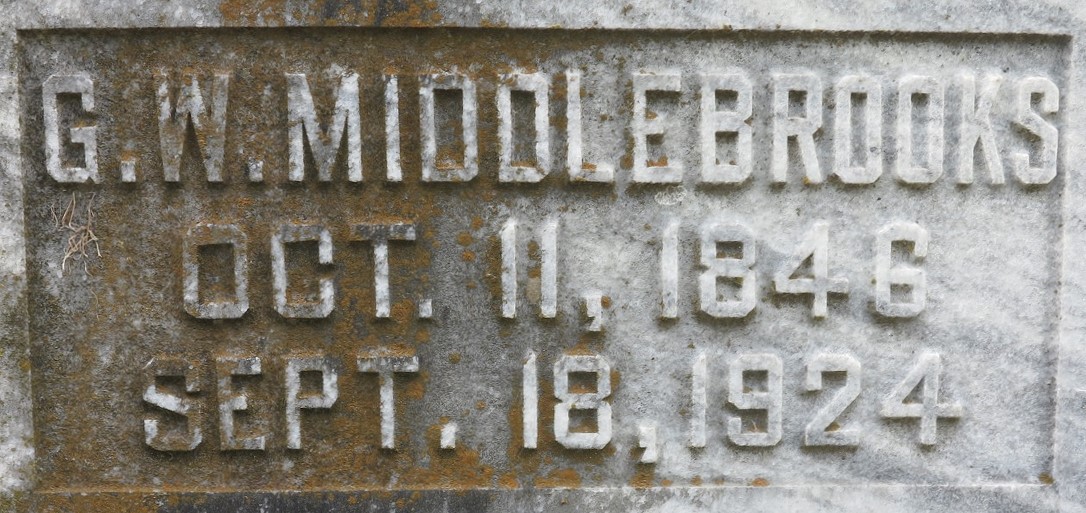 G. W. MIDDLEBROOKS
OCT. 11, 1846
SEPT. 18, 1924